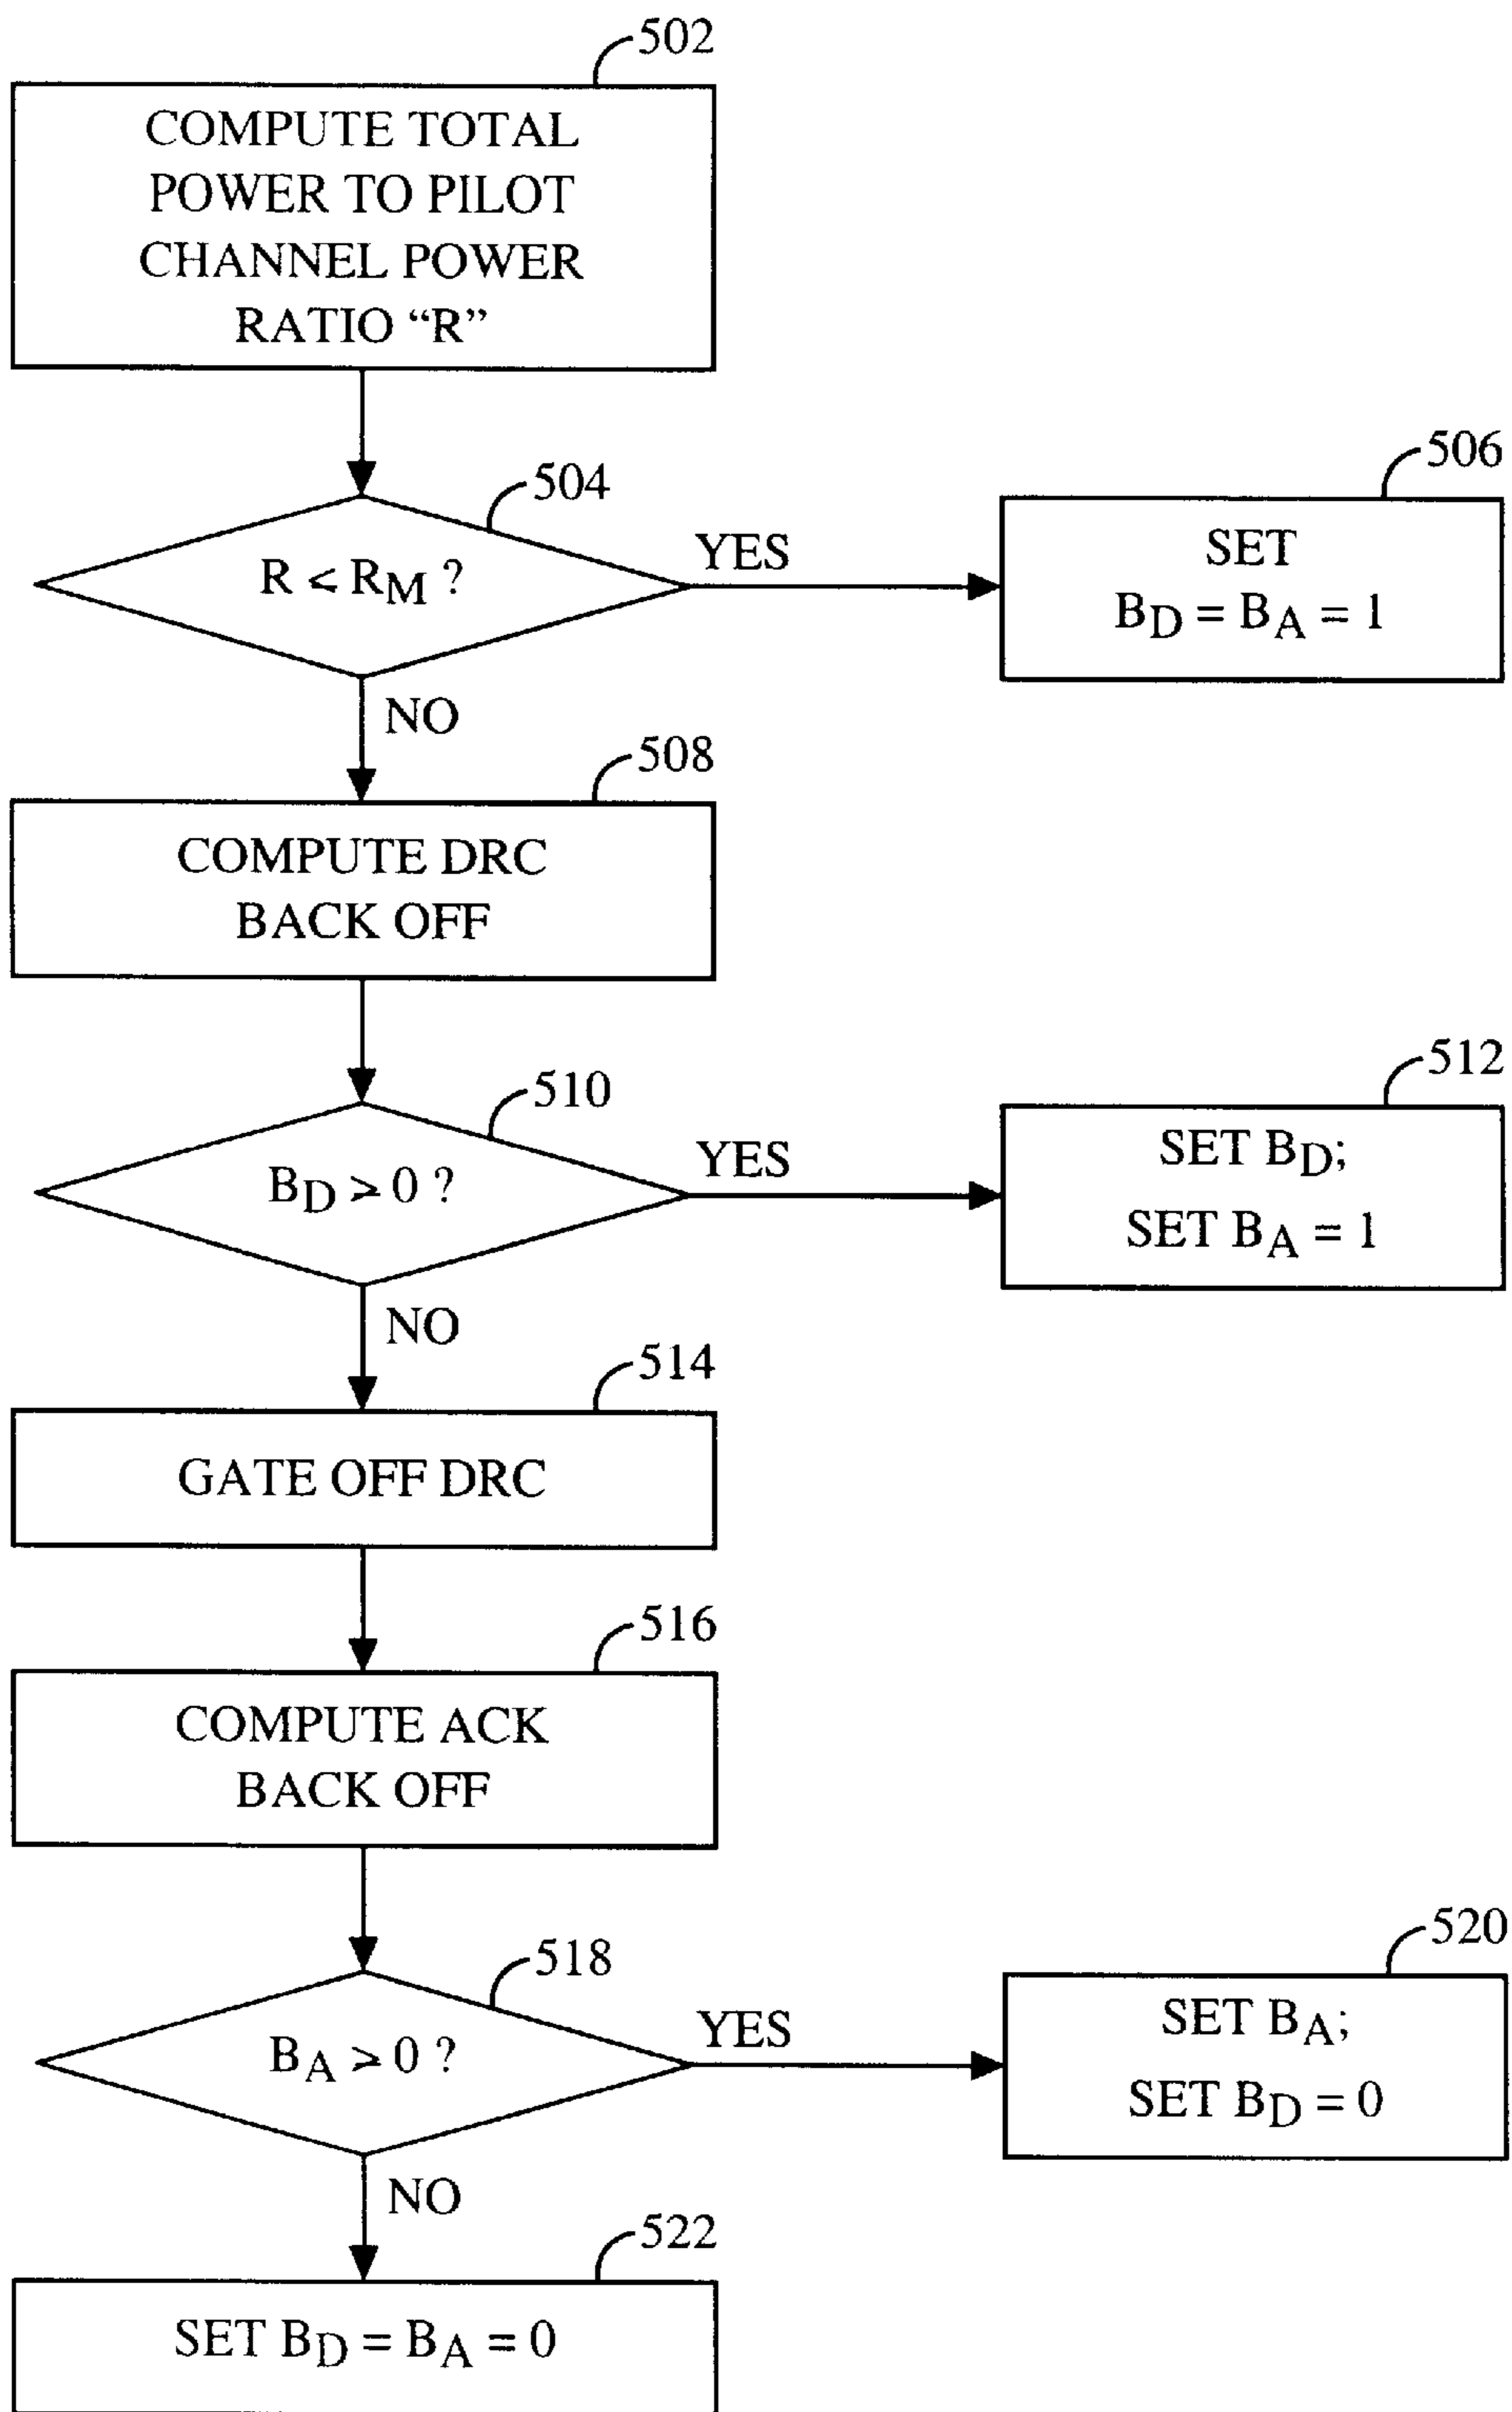 502
COMPUTE TOTAL
POWER TO PILOT
CHANNEL POWER
RATIO “R”
504
R < RM ?
YES
506
SET
BD = BA = 1
NO
508
COMPUTE DRC
BACK OFF
510
BD > 0 ?
YES
512
SET BD;
SET BA = 1
NO
514
GATE OFF DRC
516
COMPUTE ACK
BACK OFF
518
BA > 0 ?
YES
520
SET BA;
SET BD = 0
NO
522
SET BD = BA = 0